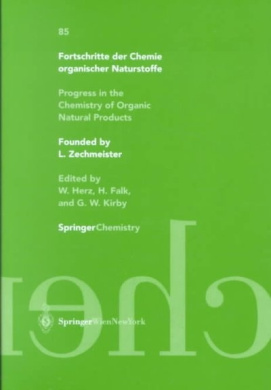 85
Fortschritte der Chemie
organischer Naturstoffe
Progress in the
Chemistry of Organic
Natural Products
Founded by
L. Zechmeister
Edited by
W. Herz, H. Falk,
and G. W. Kirby
SpringerChemistry
chen
SpringerWienNewYork